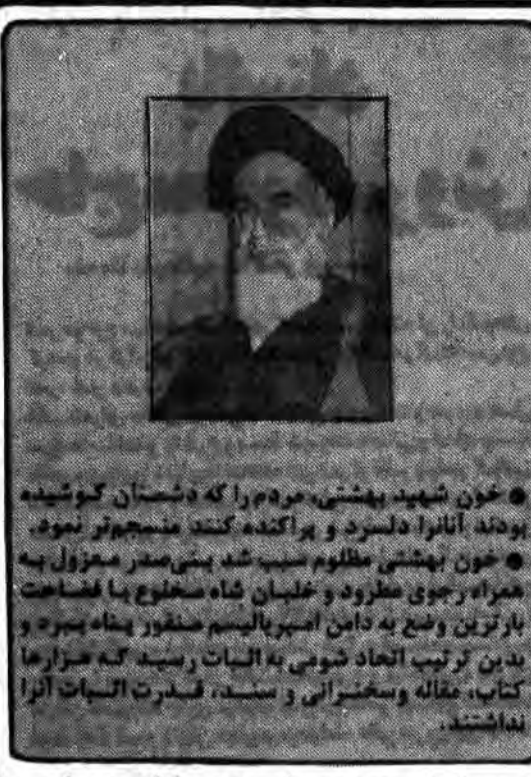 ● خون شهید بهشتی، مردم را که دشمنان کوشیده
بودند آنانرا دلسرد و پراکنده کنند منسجم‌تر نمود.
● خون بهشتی مظلوم سبب شد بنی‌صدر معزول به
همراه رجوی مطرود و خلبان شاه مخلوع با فضاحت
بارترین وضع به دامن امپریالیسم منفور پناه ببرد و
بدین ترتیب اتحاد شومی به اثبات رسید که هزارها
کتاب، مقاله وسخنرانی و سند، قدرت اثبات آنرا
نداشتند.